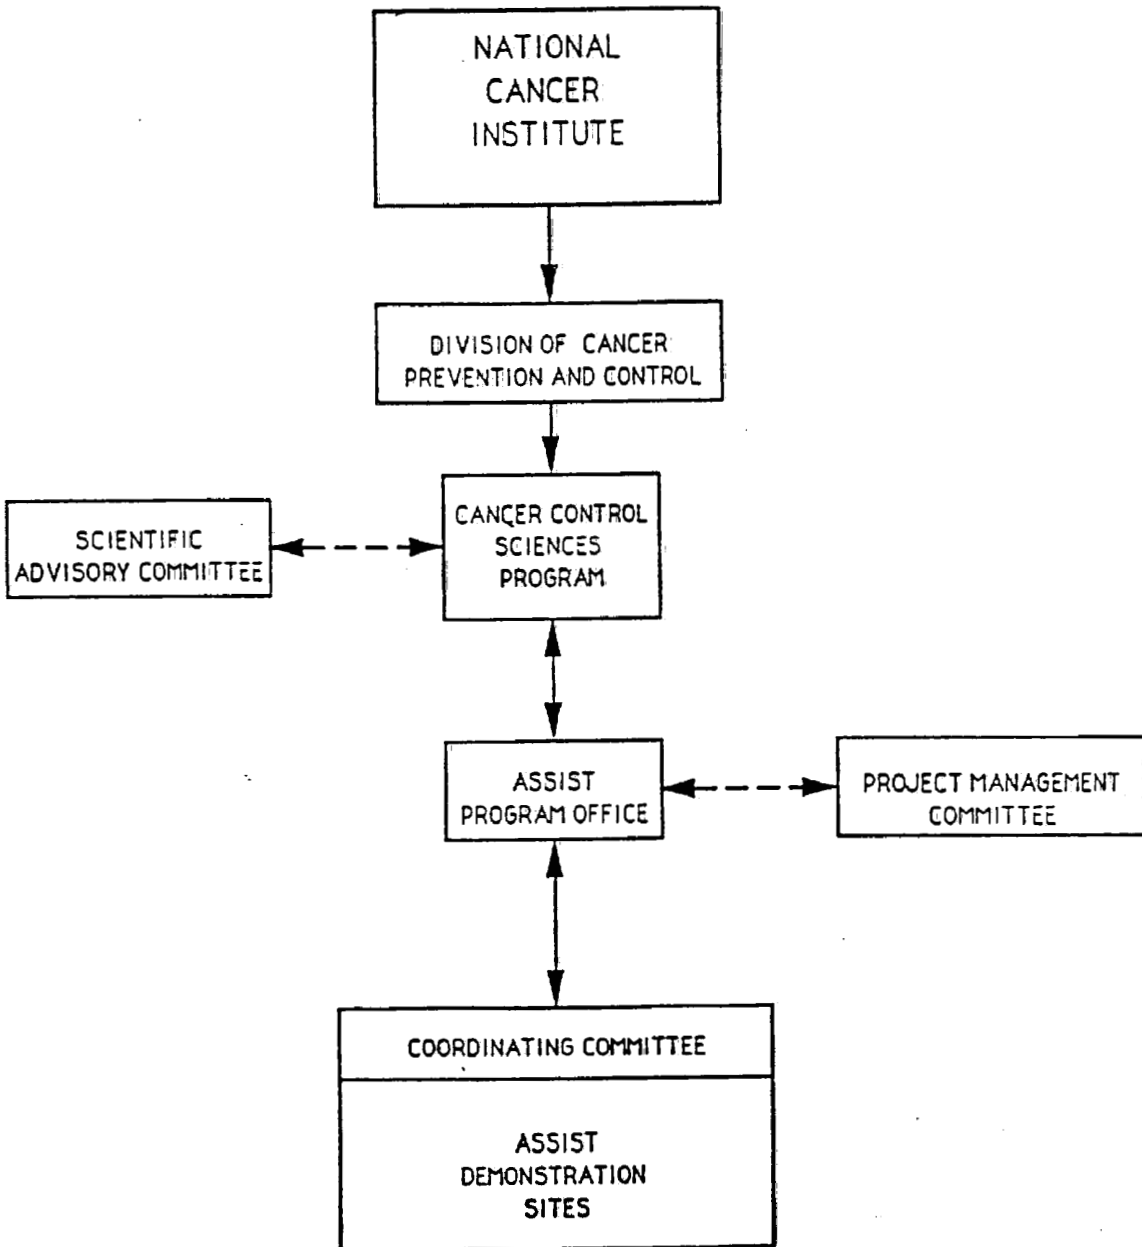 NATIONAL
CANCER
INSTITUTE
DIVISION OF CANCER
PREVENTION AND CONTROL
CANCER CONTROL
SCIENCES
PROGRAM
SCIENTIFIC
ADVISORY COMMITTEE
ASSIST
PROGRAM OFFICE
PROJECT MANAGEMENT
COMMITTEE
COORDINATING COMMITTEE
ASSIST
DEMONSTRATION
SITES